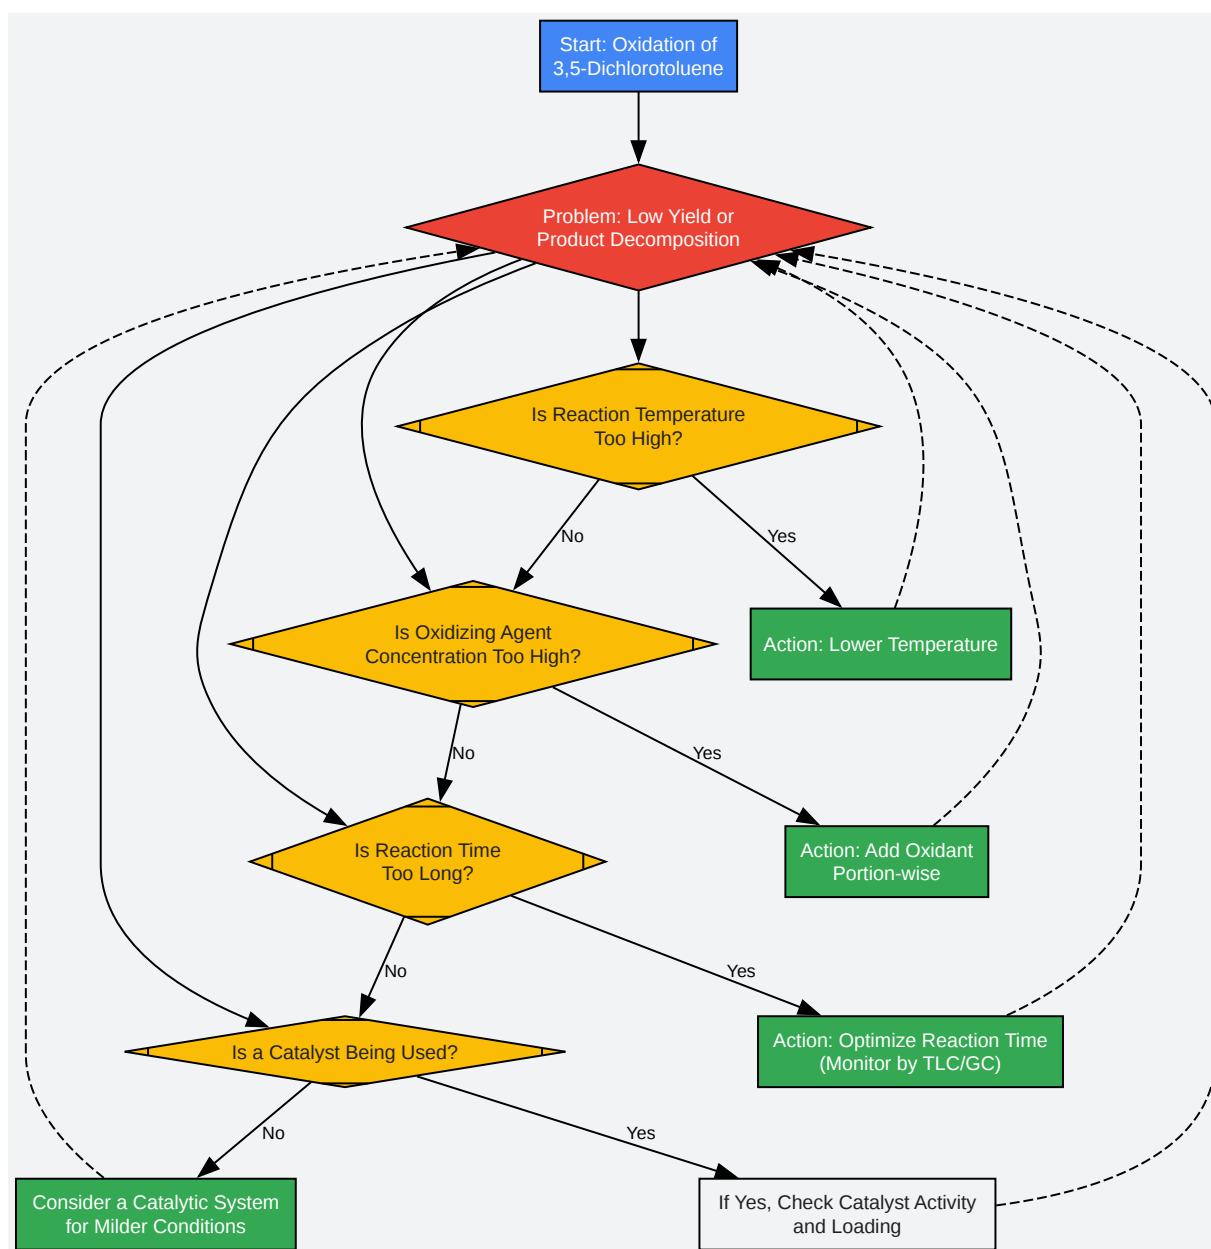 Start: Oxidation of
3,5-Dichlorotoluene
Problem: Low Yield or
Product Decomposition
Is Reaction Temperature
Too High?
No
Yes
Is Oxidizing Agent
Concentration Too High?
Action: Lower Temperature
No
Yes
Is Reaction Time
Too Long?
Action: Add Oxidant
Portion-wise
No
Yes
Is a Catalyst Being Used?
Action: Optimize Reaction Time
(Monitor by TLC/GC)
No
Yes
Consider a Catalytic System
for Milder Conditions
If Yes, Check Catalyst Activity
and Loading